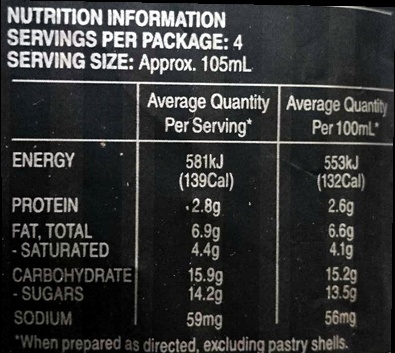 NUTRITION INFORMATION
SERVINGS PER PACKAGE: 4
SERVING SIZE: Approx. 105mL
Average Quantity Average Quantity
Per Serving* Per 100mL*
ENERGY 581kJ 553kJ
(139Cal) (132Cal)
PROTEIN 2.8g 2.6g
FAT, TOTAL 6.9g 6.6g
- SATURATED 4.4g 4.1g
CARBOHYDRATE 15.9g 15.2g
- SUGARS 14.2g 13.5g
SODIUM 59mg 56mg
*When prepared as directed, excluding pastry shells.